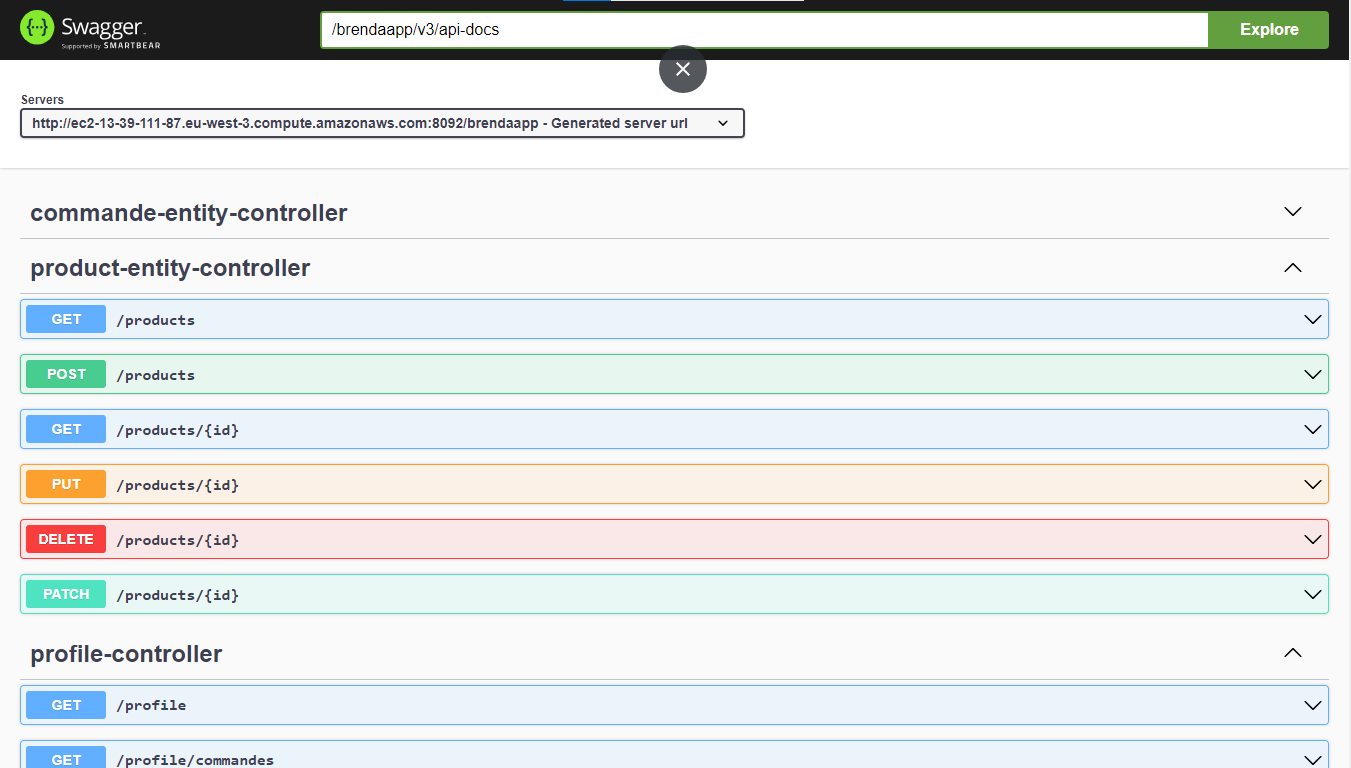 Swagger
Supported by SMARTBEAR
/brendaapp/v3/api-docs
Explore
Servers
http://ec2-13-39-111-87.eu-west-3.compute.amazonaws.com:8092/brendaapp - Generated server url
commande-entity-controller
product-entity-controller
GET /products
POST /products
GET /products/{id}
PUT /products/{id}
DELETE /products/{id}
PATCH /products/{id}
profile-controller
GET /profile
GET /profile/commandes